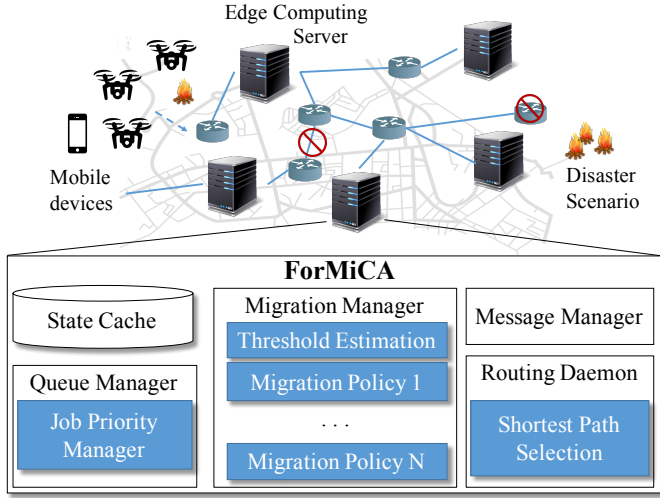 Edge Computing
Server
Mobile
devices
Disaster
Scenario
ForMiCA
State Cache
Queue Manager
Job Priority
Manager
Migration Manager
Threshold Estimation
Migration Policy 1
. . .
Migration Policy N
Message Manager
Routing Daemon
Shortest Path
Selection